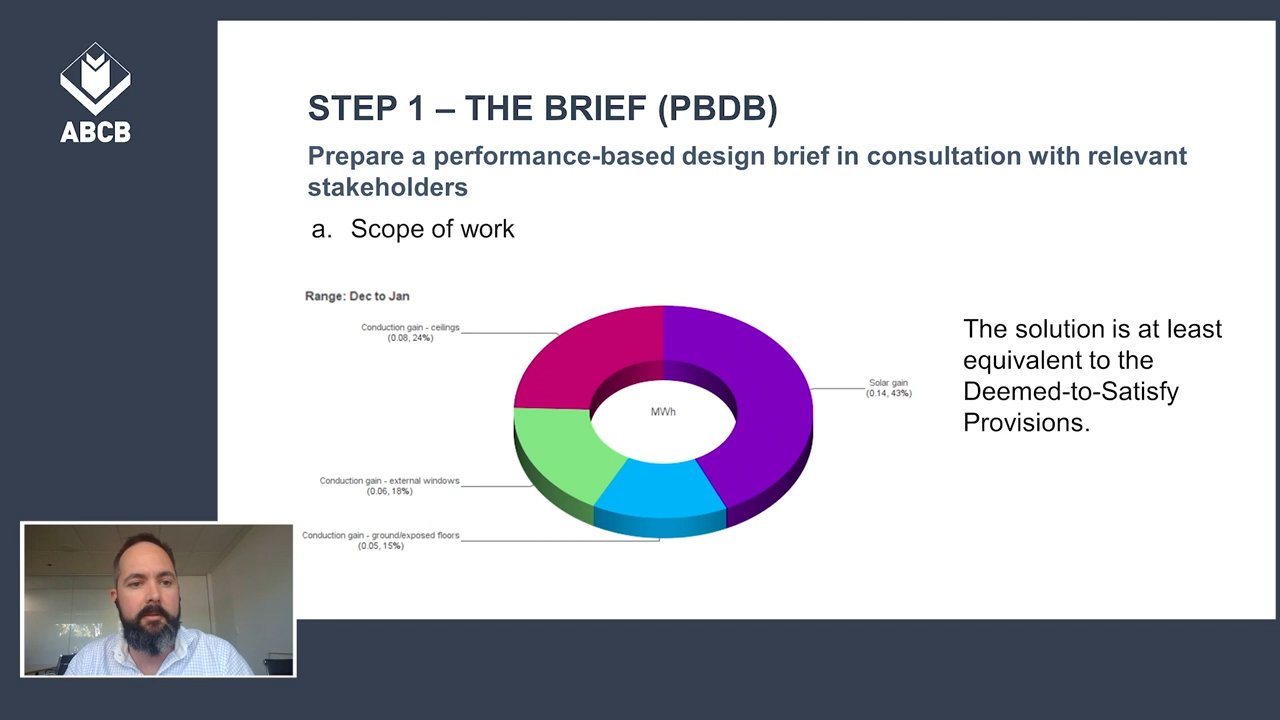 ABCB
STEP 1 – THE BRIEF (PBDB)
Prepare a performance-based design brief in consultation with relevant
stakeholders
a. Scope of work
Range: Dec to Jan
Conduction gain - ceilings
(0.08, 24%)
Solar gain
(0.14, 43%)
MWh
Conduction gain - external windows
(0.06, 18%)
Conduction gain - ground/exposed floors
(0.05, 15%)
The solution is at least
equivalent to the
Deemed-to-Satisfy
Provisions.